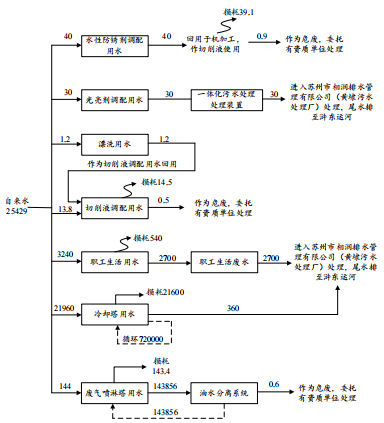 损耗39.1
40
水性防锈剂调配
用水
40
回用于机加工，
作切削液使用
0.9
作为危废，委托
有资质单位处理
30
光亮剂调配用水
30
一体化污水处理
处理装置
30
进入苏州市相润排水管
理有限公司（黄埭污水
处理厂）处理，尾水排
至浒东运河
1.2
漂洗用水
1.2
作为切削液调配用水回用
损耗14.5
自来水
25429
13.8
切削液调配用水
0.5
作为危废，委托
有资质单位处理
损耗540
3240
职工生活用水
2700
职工生活废水
2700
进入苏州市相润排水管
理有限公司（黄埭污水
处理厂）处理，尾水排
至浒东运河
损耗21600
21960
冷却塔用水
360
循环720000
损耗
143.4
144
废气喷淋塔用水
143856
油水分离系统
0.6
作为危废，委托
有资质单位处理
143856